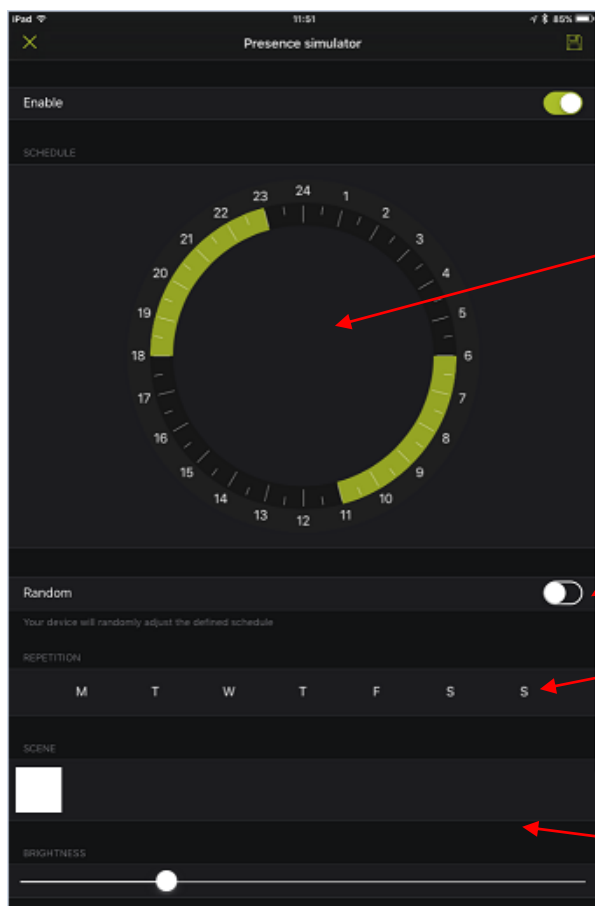 iPad 11:51 85%
Presence simulator
Enable
SCHEDULE
24
23 1
22 2
21 3
20 4
19 5
18 6
17 7
16 8
15 9
14 10
13 12 11
Random
Your device will randomly adjust the defined schedule
REPETITION
M T W T F S S
SCENE
BRIGHTNESS